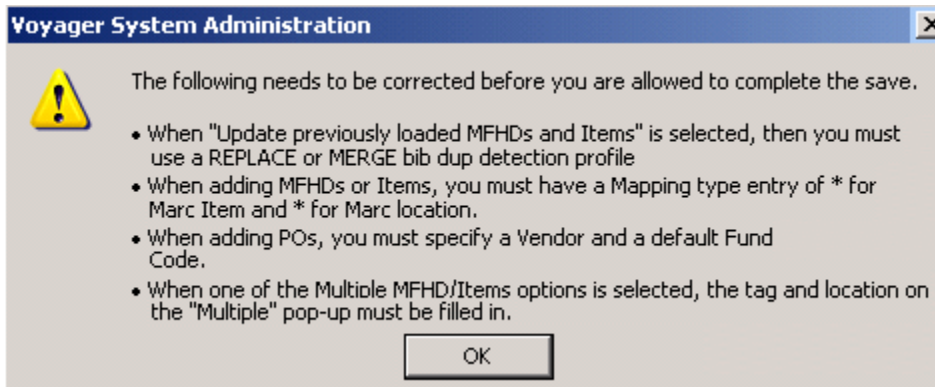 Voyager System Administration
The following needs to be corrected before you are allowed to complete the save.
• When "Update previously loaded MFHDs and Items" is selected, then you must
use a REPLACE or MERGE bib dup detection profile
• When adding MFHDs or Items, you must have a Mapping type entry of * for
Marc Item and * for Marc location.
• When adding POs, you must specify a Vendor and a default Fund
Code.
• When one of the Multiple MFHD/Items options is selected, the tag and location on
the "Multiple" pop-up must be filled in.
OK